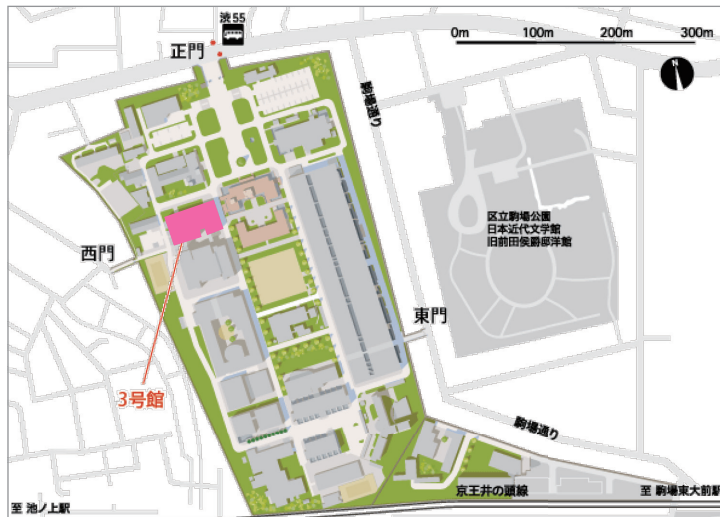 渋55
正門
0m 100m 200m 300m
N
駒場通り
区立駒場公園
日本近代文学館
旧前田侯爵邸洋館
西門
東門
3号館
駒場通り
京王井の頭線
至 駒場東大前駅
至 池ノ上駅